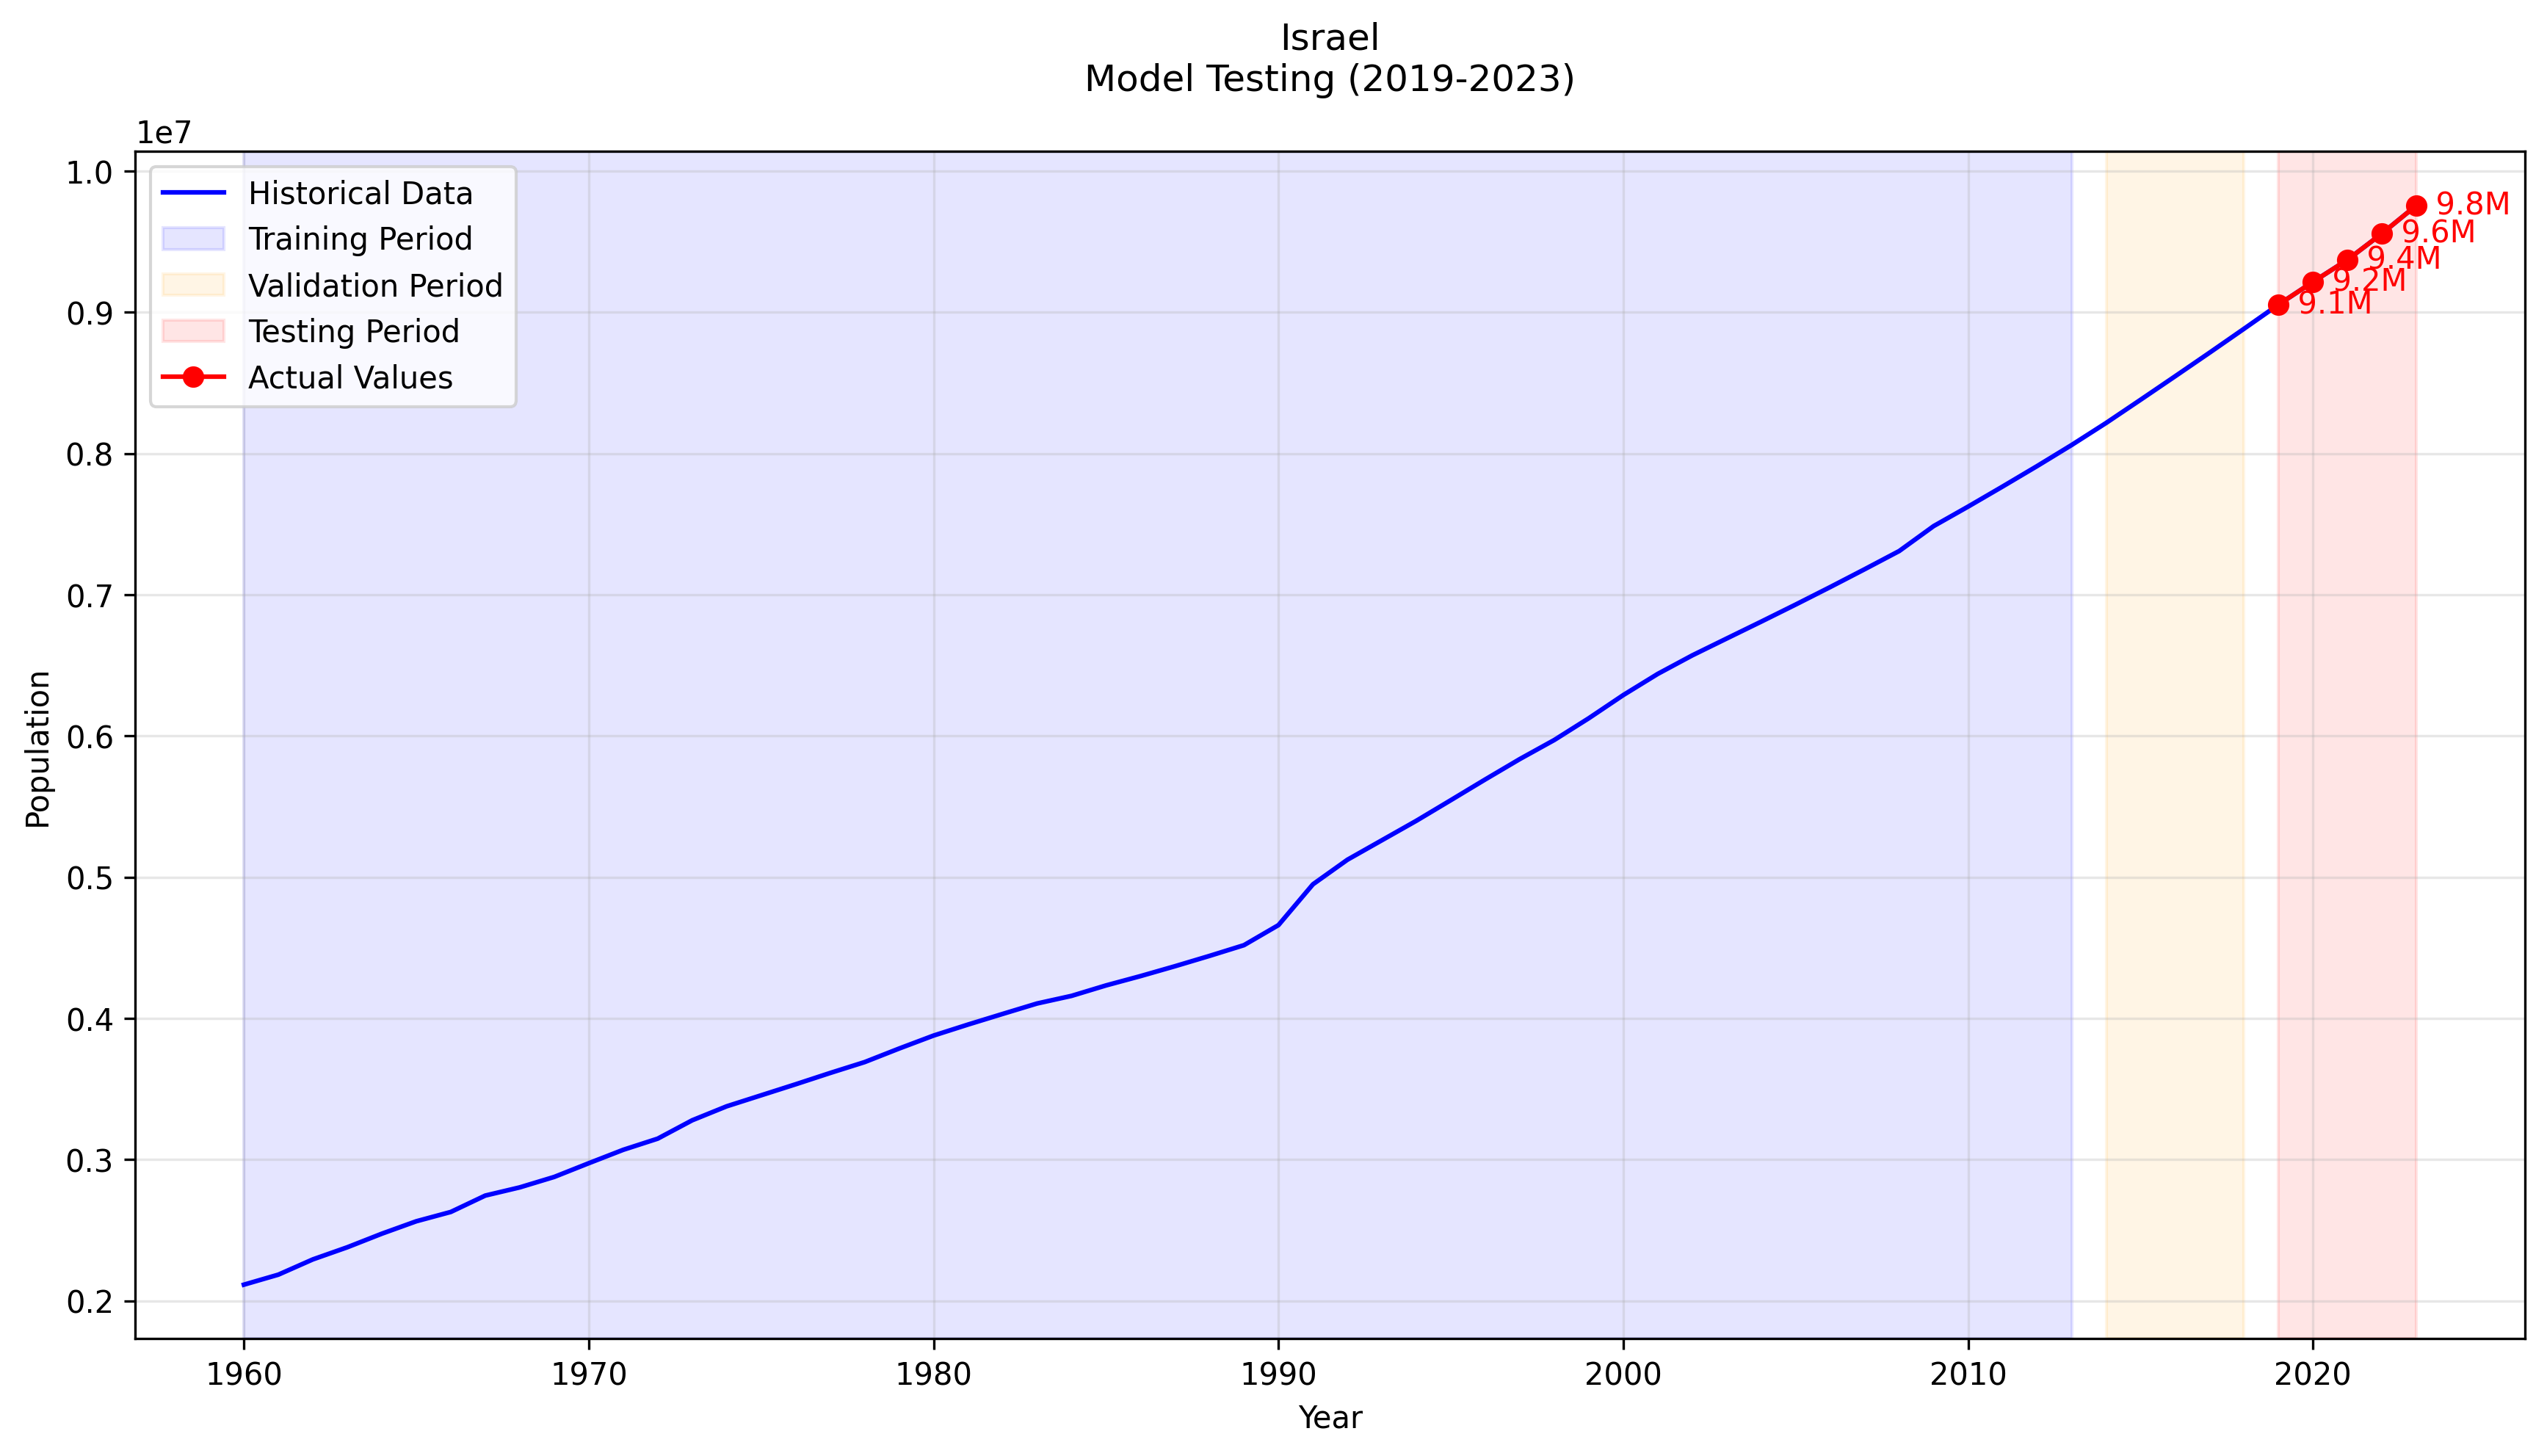 Israel
Model Testing (2019-2023)
1e7
1.0
0.9
0.8
0.7
0.6
0.5
0.4
0.3
0.2
Population
Historical Data
Training Period
Validation Period
Testing Period
Actual Values
9.8M
9.6M
9.4M
9.2M
9.1M
1960 1970 1980 1990 2000 2010 2020
Year